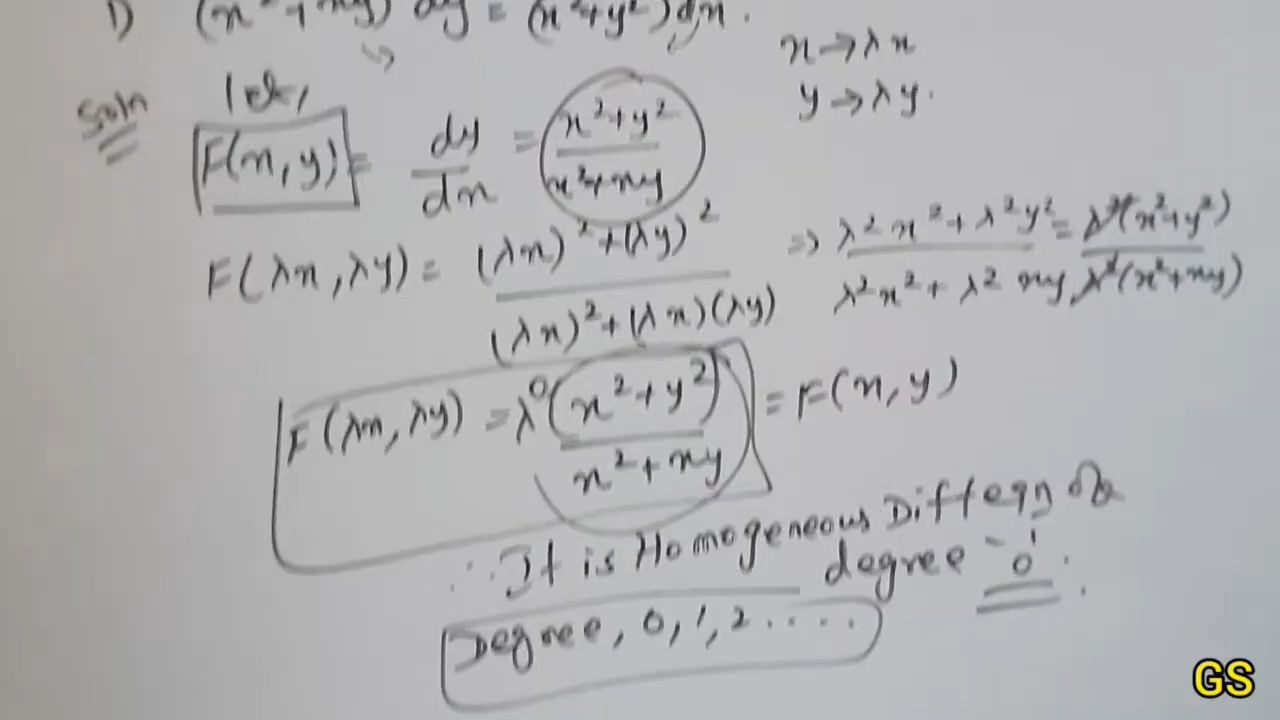 1) (x²+xy) dy = (x²+y²)dx.
x→λx
y→λy.
Soln
let,
F(x,y) = dy/dx = x²+y²/x²+xy
F(λx,λy) = (λx)²+(λy)²/(λx)²+(λx)(λy) ⇒ λ²x²+λ²y²/λ²x²+λ²xy = λ²(x²+y²)/λ²(x²+xy)
F(λx,λy) = λ⁰(x²+y²/x²+xy) = F(x,y)
∴ It is Homogeneous Diff eqn of
degree '0'.
Degree, 0,1,2.....
GS